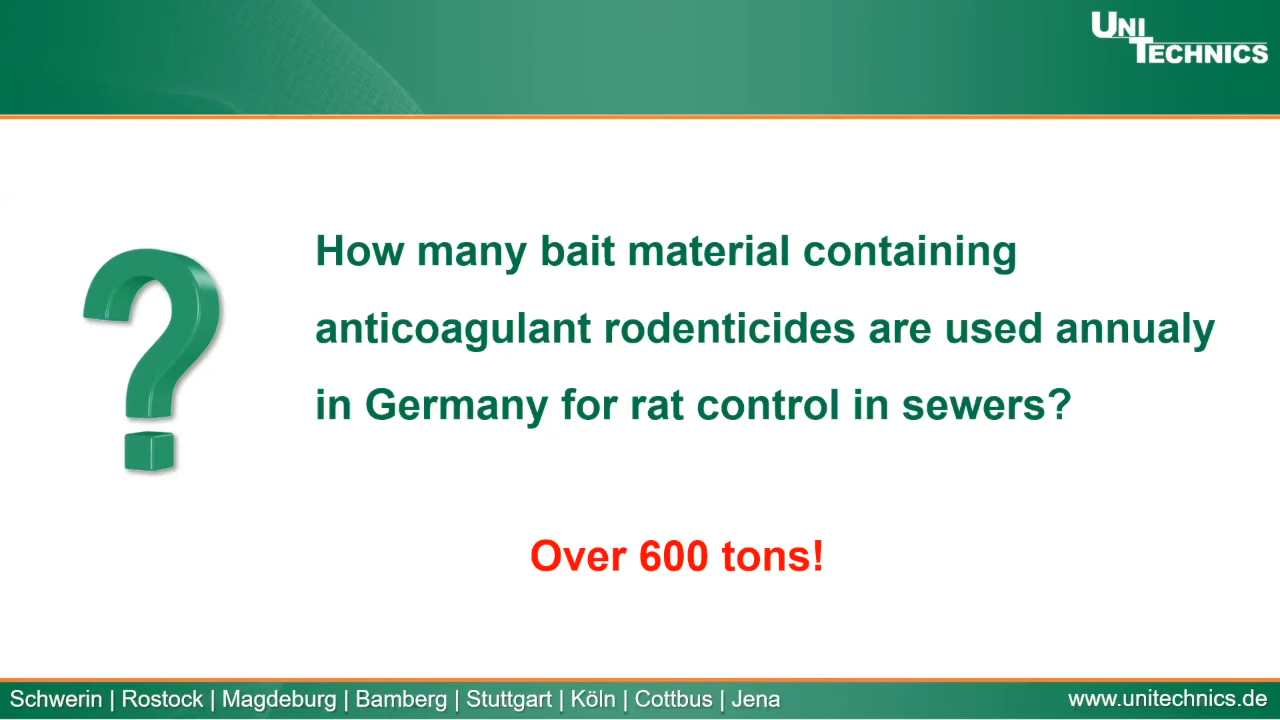 UNI
TECHNICS
How many bait material containing
anticoagulant rodenticides are used annualy
in Germany for rat control in sewers?
Over 600 tons!
Schwerin | Rostock | Magdeburg | Bamberg | Stuttgart | Köln | Cottbus | Jena
www.unitechnics.de